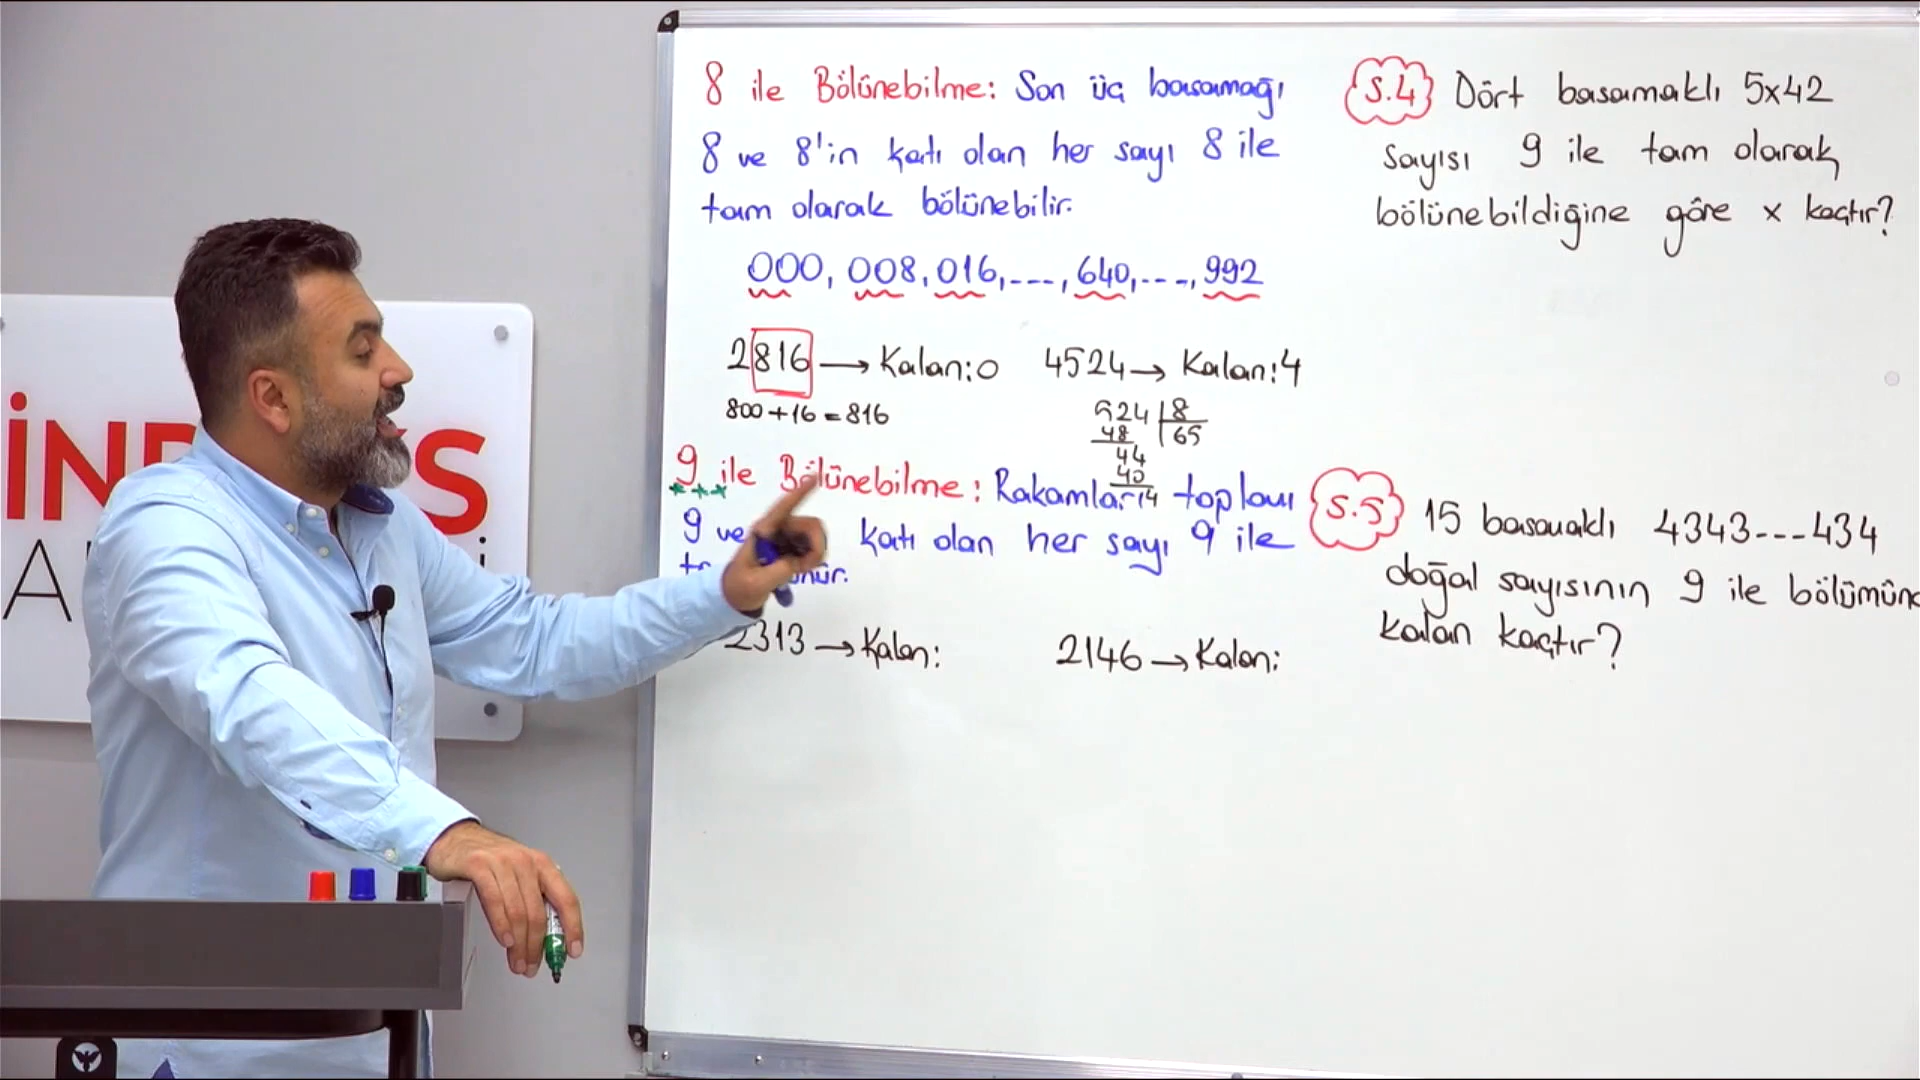 8 ile Bölünebilme: Son üç basamağı
8 ve 8'in katı olan her sayı 8 ile
tam olarak bölünebilir.
000, 008, 016, ---, 640, ---, 992
2816 → Kalan: 0 4524 → Kalan: 4
800 + 16 = 816
524 | 8
48 | 65
44
40
4
9 ile Bölünebilme: Rakamları toplamı
9 ve katı olan her sayı 9 ile
2313 → Kalan: 2146 → Kalan:
S.4 Dört basamaklı 5x42
sayısı 9 ile tam olarak
bölünebildiğine göre x kaçtır?
S.5 15 basamaklı 4343---434
doğal sayısının 9 ile bölümünd
kalan kaçtır?